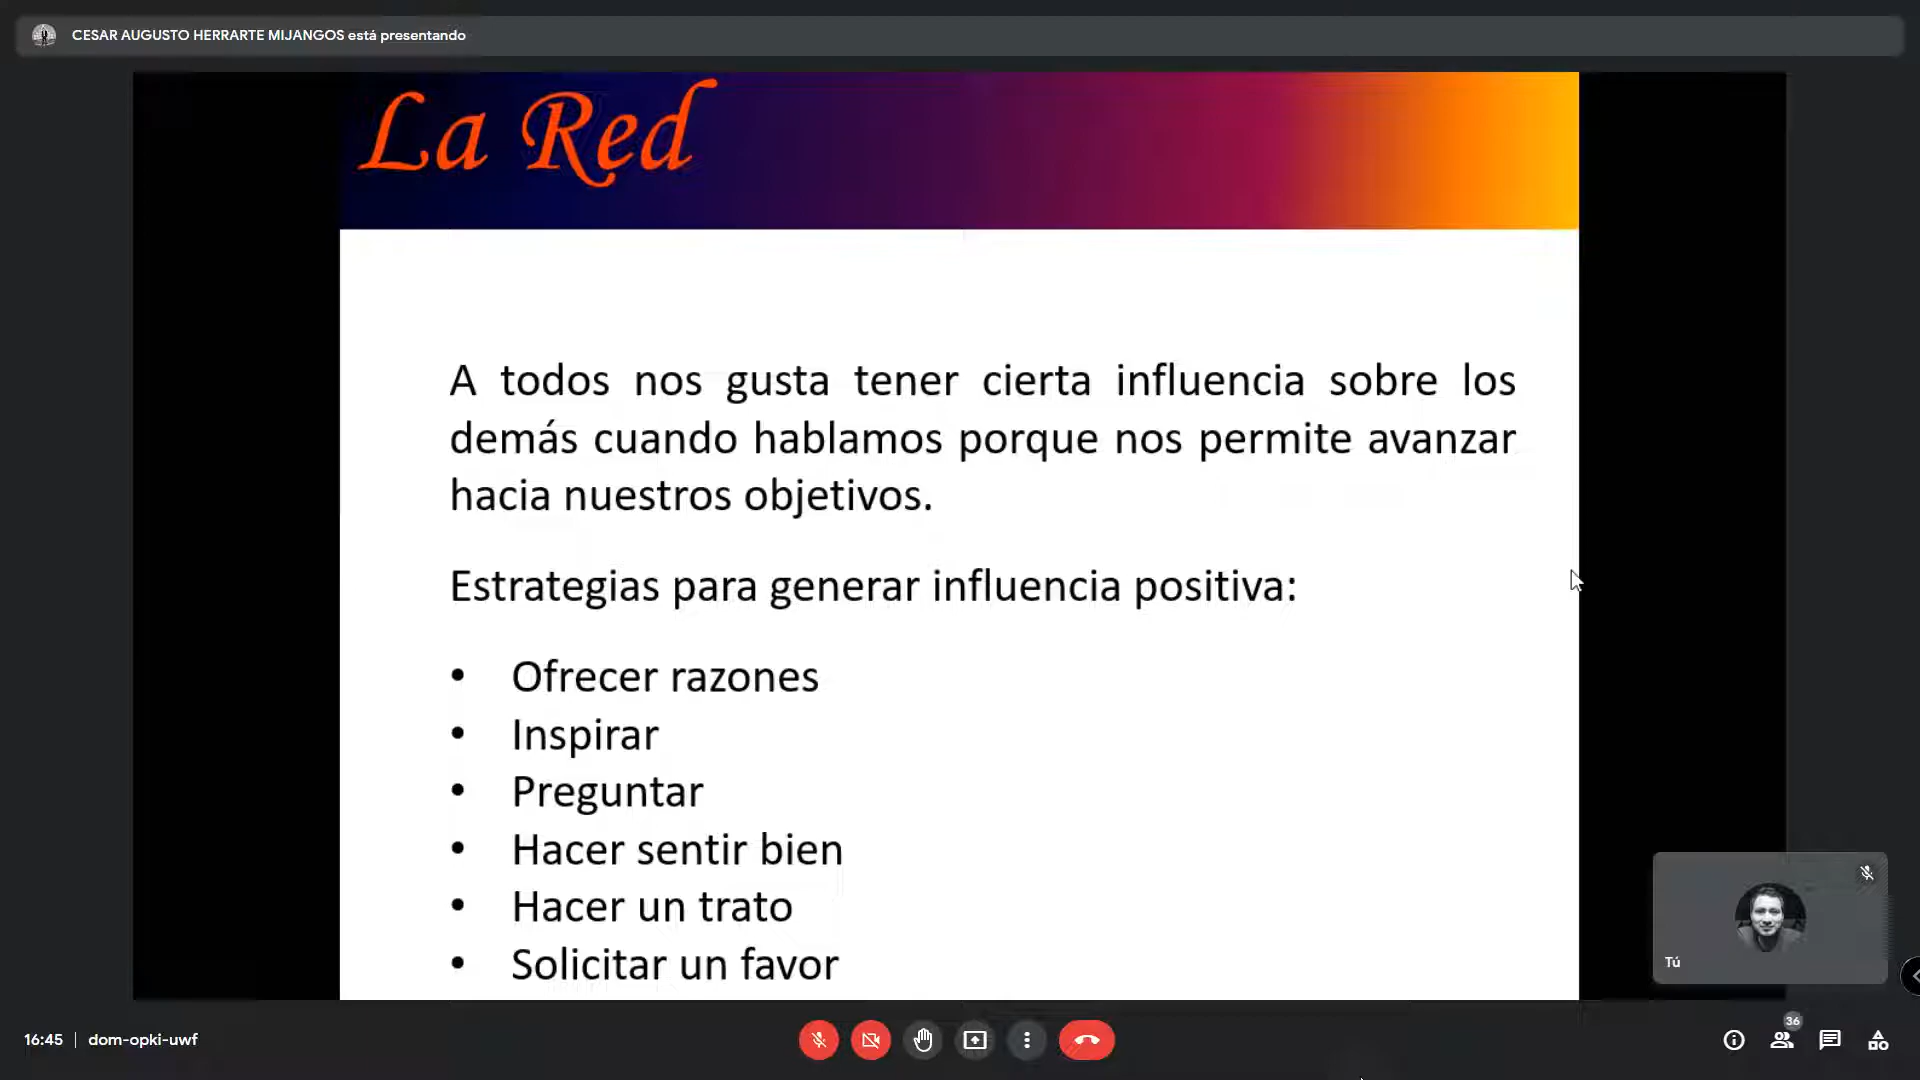 CESAR AUGUSTO HERRARTE MIJANGOS está presentando
La Red
A todos nos gusta tener cierta influencia sobre los
demás cuando hablamos porque nos permite avanzar
hacia nuestros objetivos.
Estrategias para generar influencia positiva:
• Ofrecer razones
• Inspirar
• Preguntar
• Hacer sentir bien
• Hacer un trato
• Solicitar un favor
Tú
16:45 | dom-opki-uwf
36